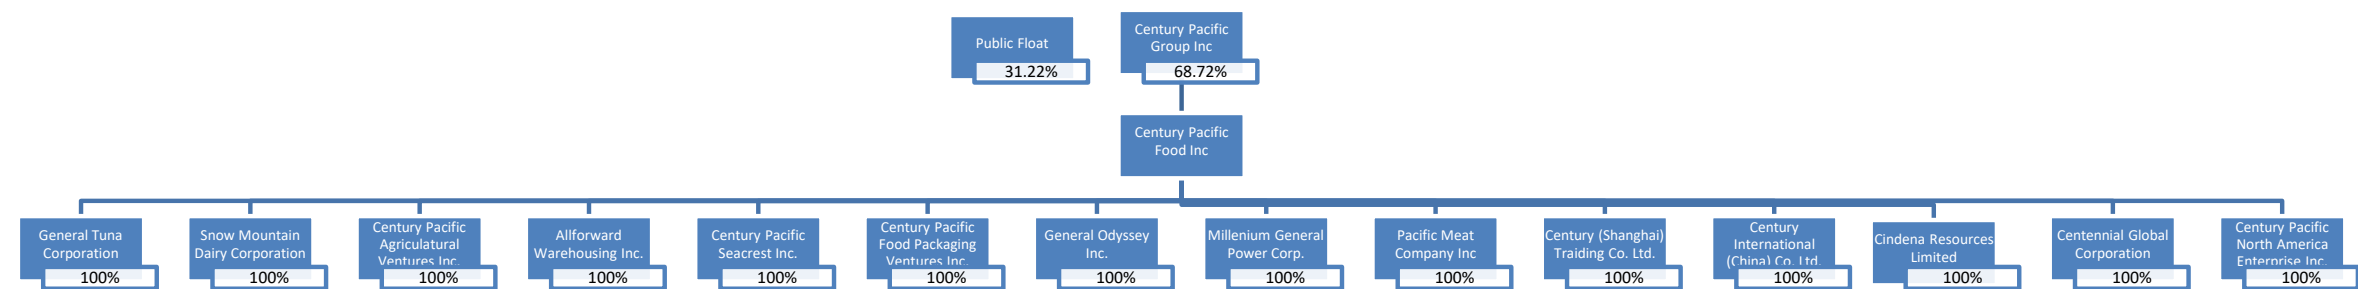 Public Float
31.22%
Century Pacific
Group Inc
68.72%
Century Pacific
Food Inc
General Tuna
Corporation
100%
Snow Mountain
Dairy Corporation
100%
Century Pacific
Agriculatural
Ventures Inc.
100%
Allforward
Warehousing Inc.
100%
Century Pacific
Seacrest Inc.
100%
Century Pacific
Food Packaging
Ventures Inc.
100%
General Odyssey
Inc.
100%
Millenium General
Power Corp.
100%
Pacific Meat
Company Inc
100%
Century (Shanghai)
Traiding Co. Ltd.
100%
Century
International
(China) Co. Ltd.
100%
Cindena Resources
Limited
100%
Centennial Global
Corporation
100%
Century Pacific
North America
Enterprise Inc.
100%